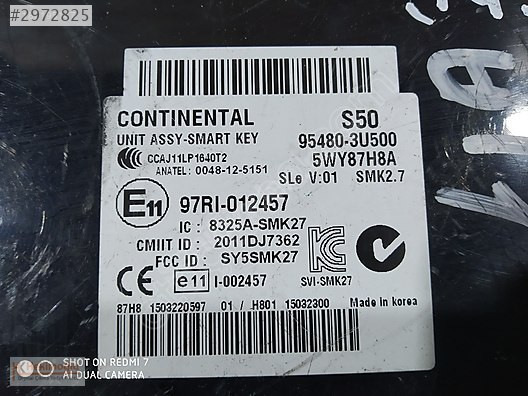 #2972825
CONTINENTAL S50
UNIT ASSY-SMART KEY 95480-3U500
CCAJ11LP1640T2 5WY87H8A
ANATEL : 0048-12-5151 SLe V:01 SMK2.7
E11 97RI-012457
IC : 8325A-SMK27
CMIIT ID : 2011DJ7362
FCC ID : SY5SMK27
CE e11 I-002457 SVI-SMK27
87H8 1503220597 01 / .H801 15032300 Made in korea
SHOT ON REDMI 7
AI DUAL CAMERA